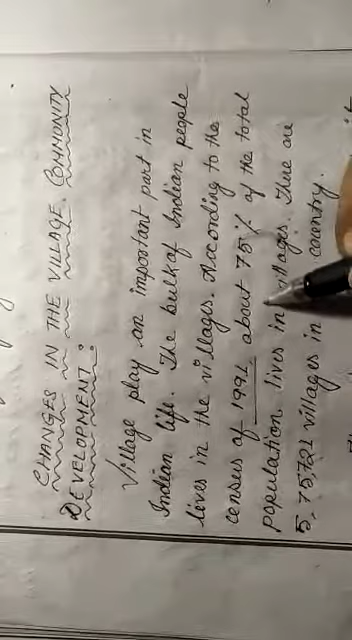 CHANGES IN THE VILLAGE. COMMUNITY
DEVELOPMENT:
Village play an important part in
Indian life. The bulk of Indian people
lives in the villages. According to the
census of 1991 about 75% of the total
population lives in villages. There are
5,75,721 villages in country.